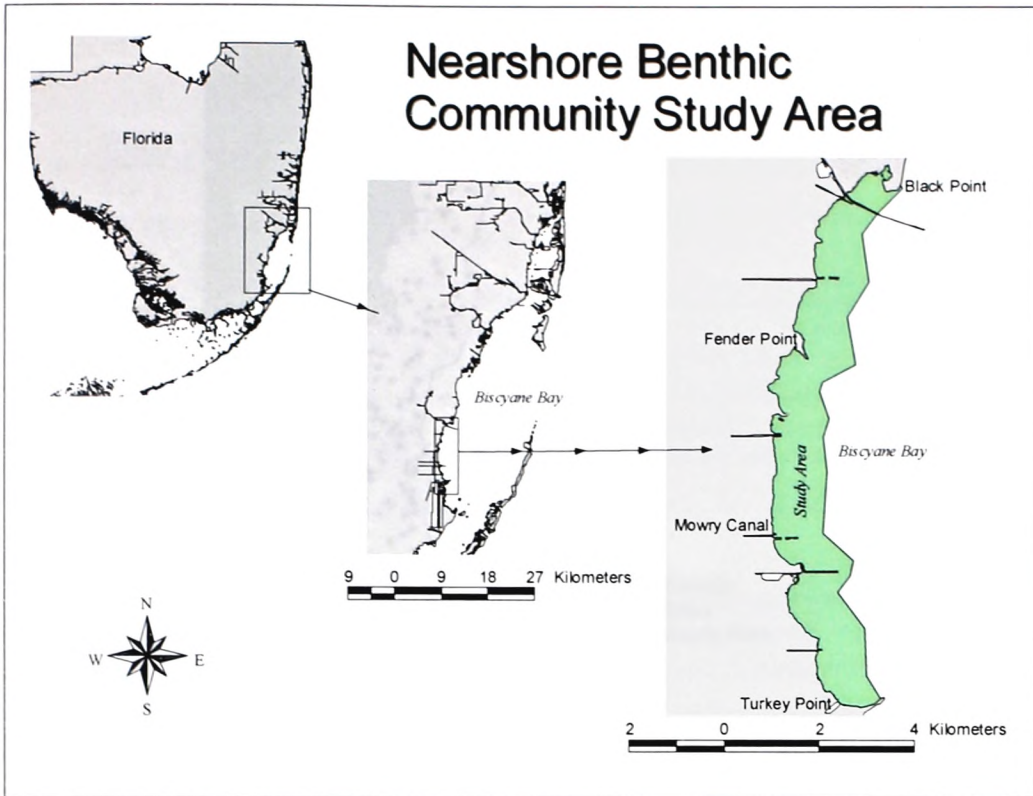 Nearshore Benthic
Community Study Area
Florida
Black Point
Fender Point
Biscyane Bay
Biscyane Bay
Study Area
Mowry Canal
9 0 9 18 27 Kilometers
N
W E
S
Turkey Point
2 0 2 4 Kilometers